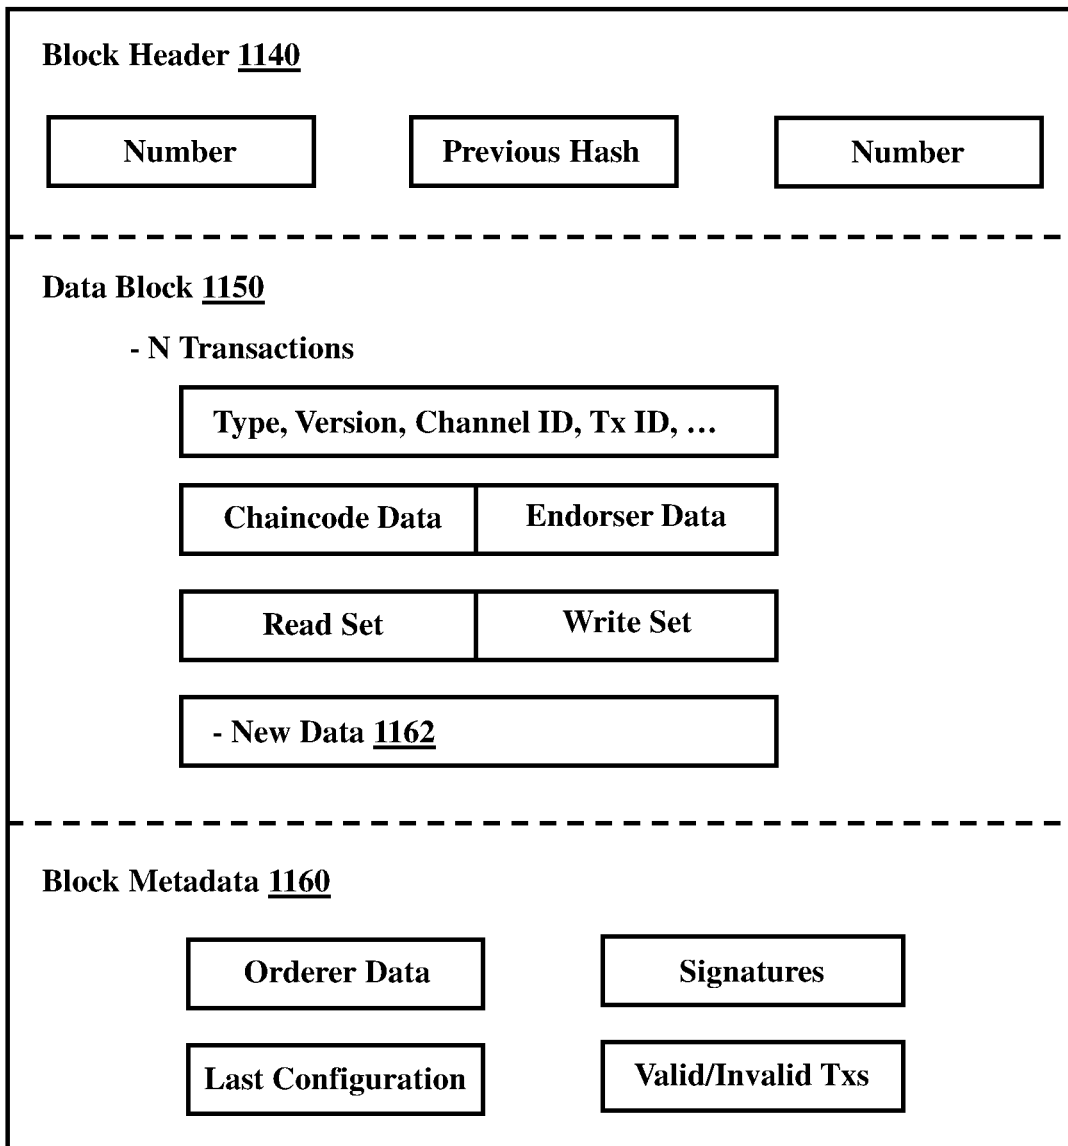 Block Header 1140
Number Previous Hash Number
Data Block 1150
- N Transactions
Type, Version, Channel ID, Tx ID, …
Chaincode Data Endorser Data
Read Set Write Set
- New Data 1162
Block Metadata 1160
Orderer Data Signatures
Last Configuration Valid/Invalid Txs